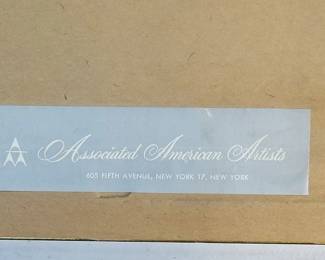 Associated American Artists
605 FIFTH AVENUE, NEW YORK 17, NEW YORK